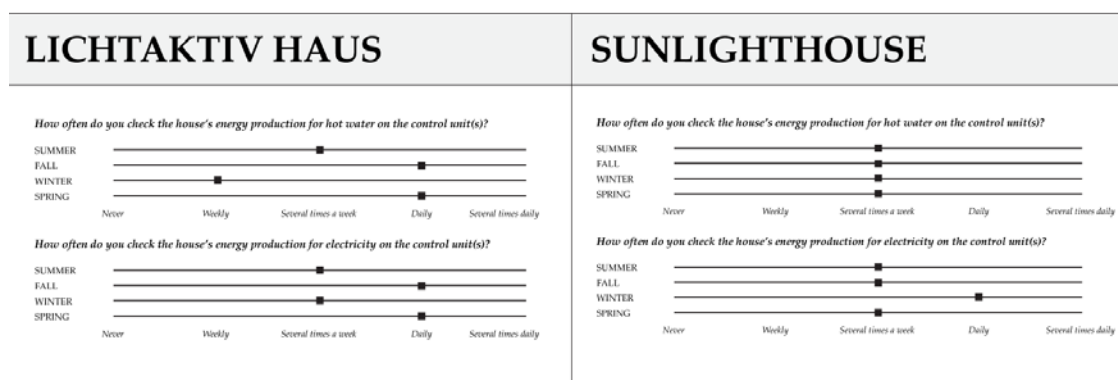 LICHTAKTIV HAUS
How often do you check the house's energy production for hot water on the control unit(s)?
SUMMER
FALL
WINTER
SPRING
Never Weekly Several times a week Daily Several times daily
How often do you check the house's energy production for electricity on the control unit(s)?
SUMMER
FALL
WINTER
SPRING
Never Weekly Several times a week Daily Several times daily
SUNLIGHTHOUSE
How often do you check the house's energy production for hot water on the control unit(s)?
SUMMER
FALL
WINTER
SPRING
Never Weekly Several times a week Daily Several times daily
How often do you check the house's energy production for electricity on the control unit(s)?
SUMMER
FALL
WINTER
SPRING
Never Weekly Several times a week Daily Several times daily